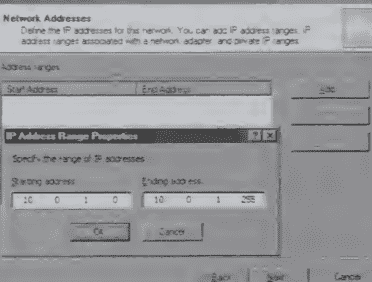 Network Addresses
Define the IP addresses for this network. You can add IP address ranges, IP
address ranges associated with a network adapter, and private IP ranges.
Address ranges:
Start Address End Address
Add
IP Address Range Properties
Specify the range of IP addresses
Starting address: Ending address:
10 0 1 0 10 0 1 255
OK Cancel
Back Next Cancel